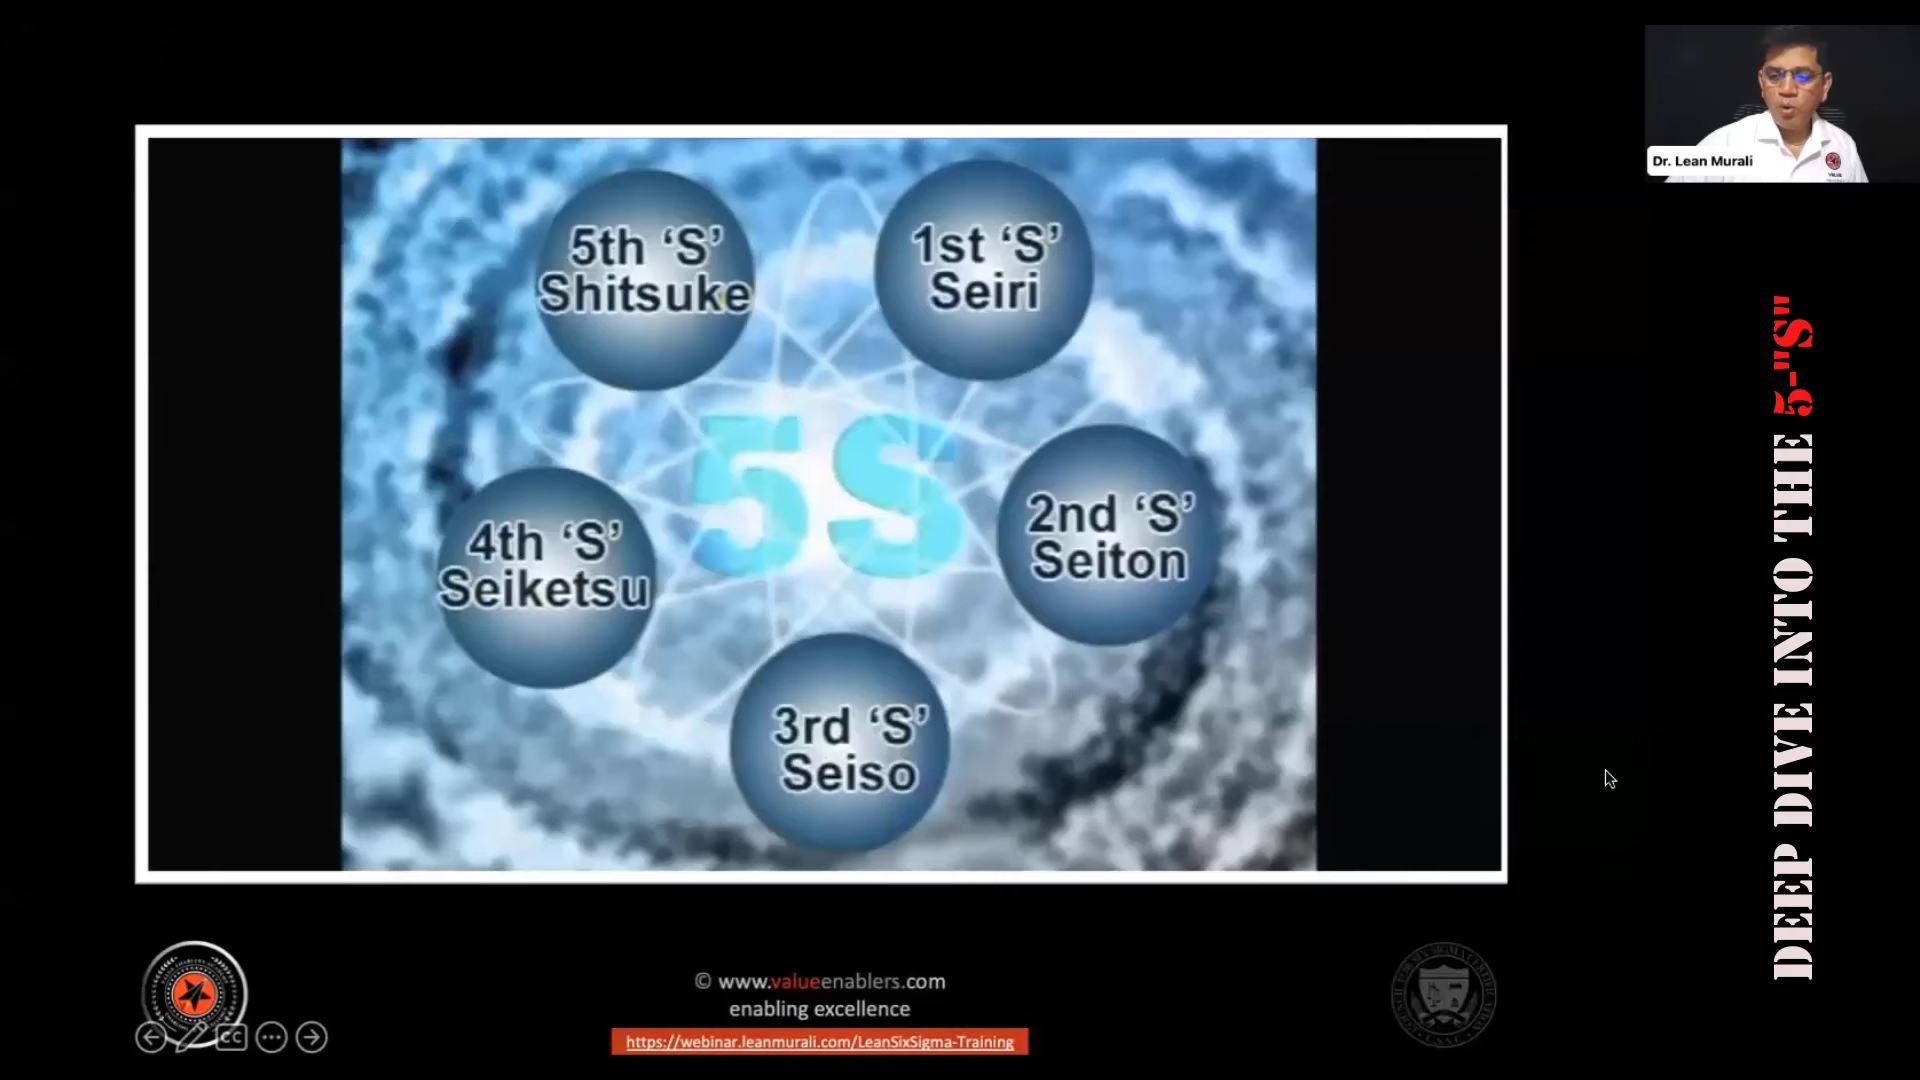 Dr. Lean Murali
5th ‘S’
Shitsuke
1st ‘S’
Seiri
5S
2nd ‘S’
Seiton
4th ‘S’
Seiketsu
3rd ‘S’
Seiso
DEEP DIVE INTO THE 5-"S"
© www.valueenablers.com
enabling excellence
https://webinar.leanmurali.com/LeanSixSigma-Training
CC